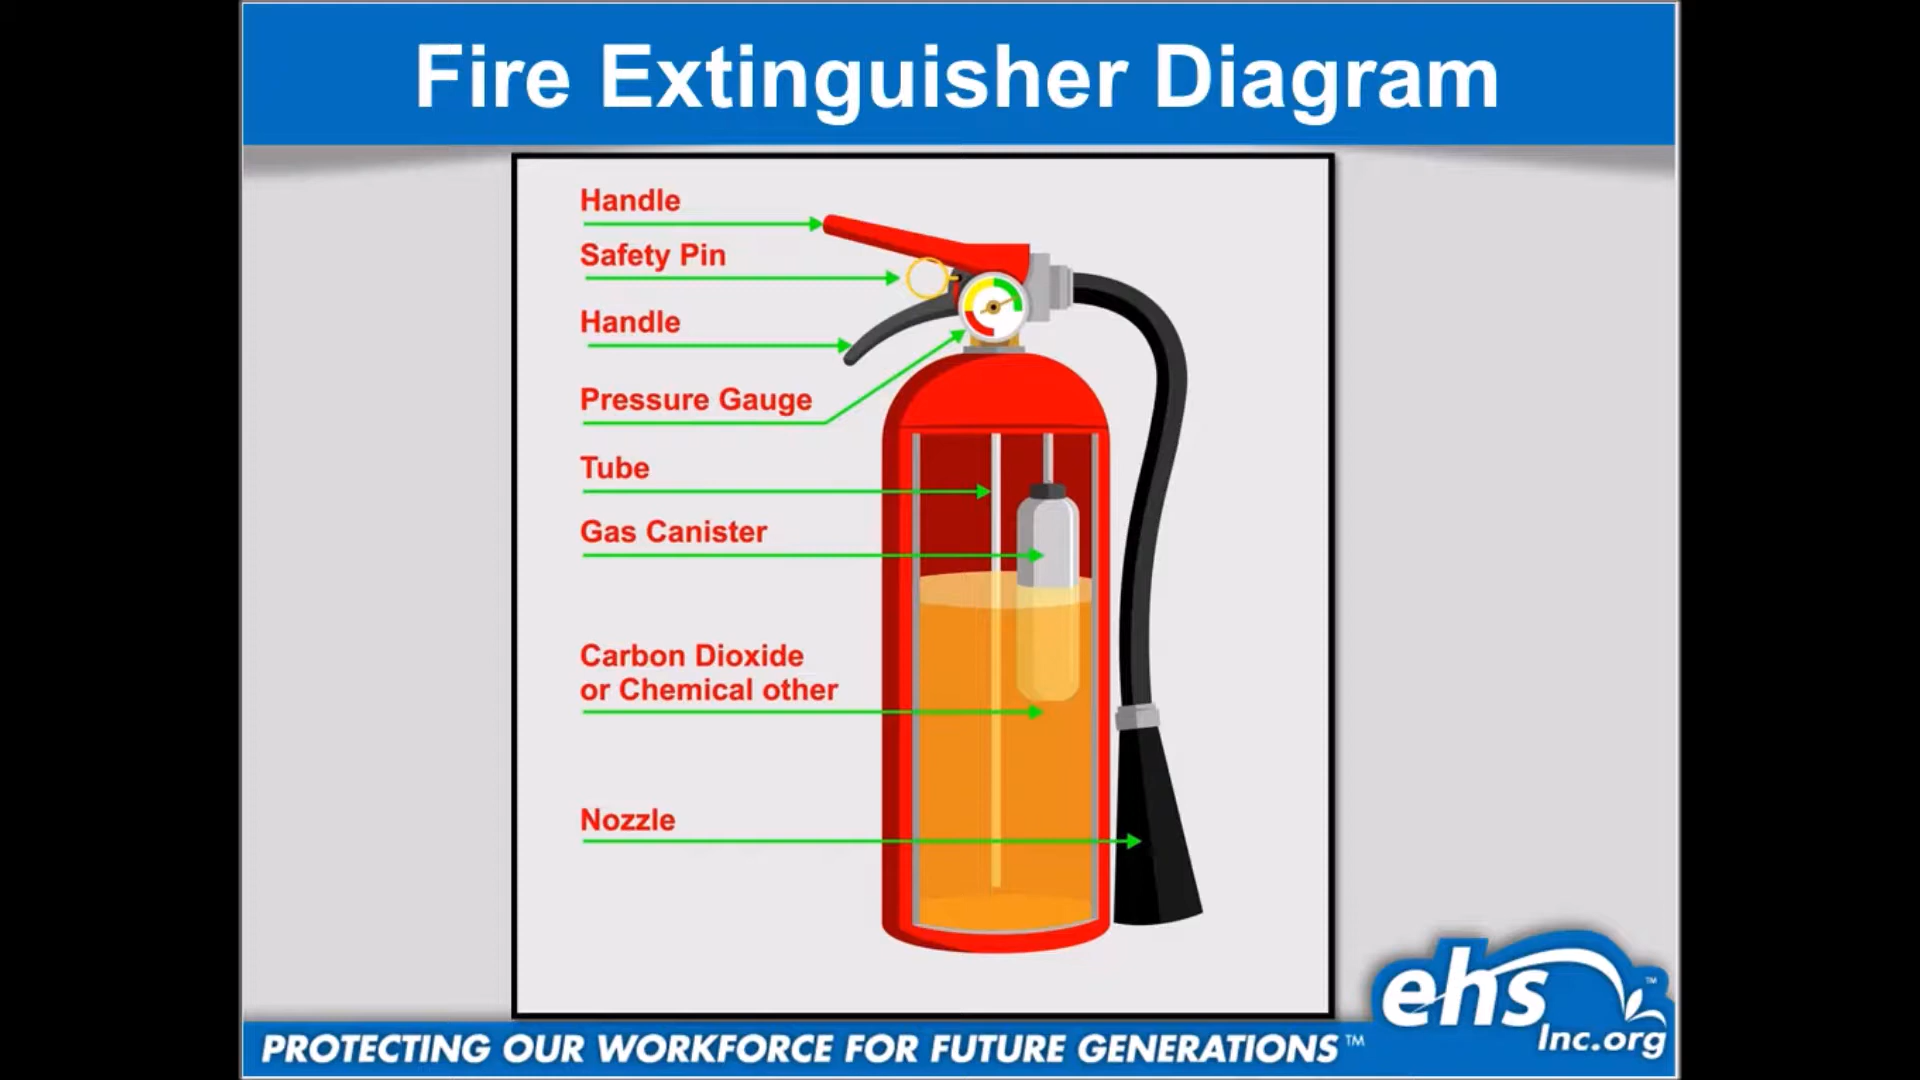 Fire Extinguisher Diagram
Handle
Safety Pin
Handle
Pressure Gauge
Tube
Gas Canister
Carbon Dioxide
or Chemical other
Nozzle
PROTECTING OUR WORKFORCE FOR FUTURE GENERATIONS™
ehs™
Inc.org